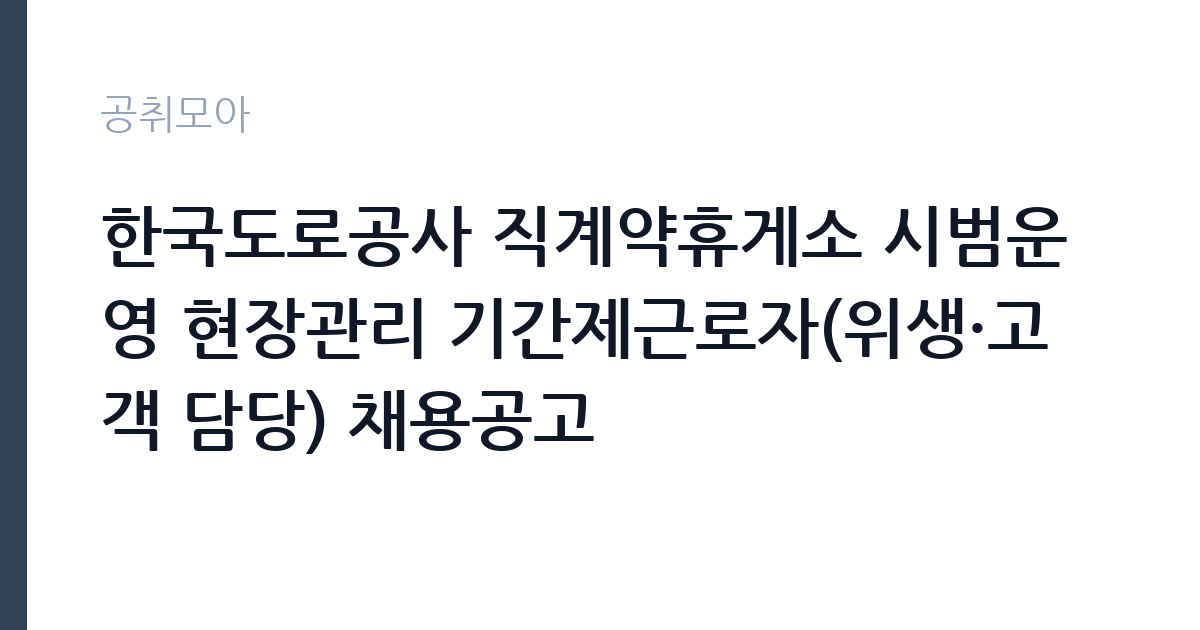 공취모아
한국도로공사 직계약휴게소 시범운
영 현장관리 기간제근로자(위생·고
객 담당) 채용공고